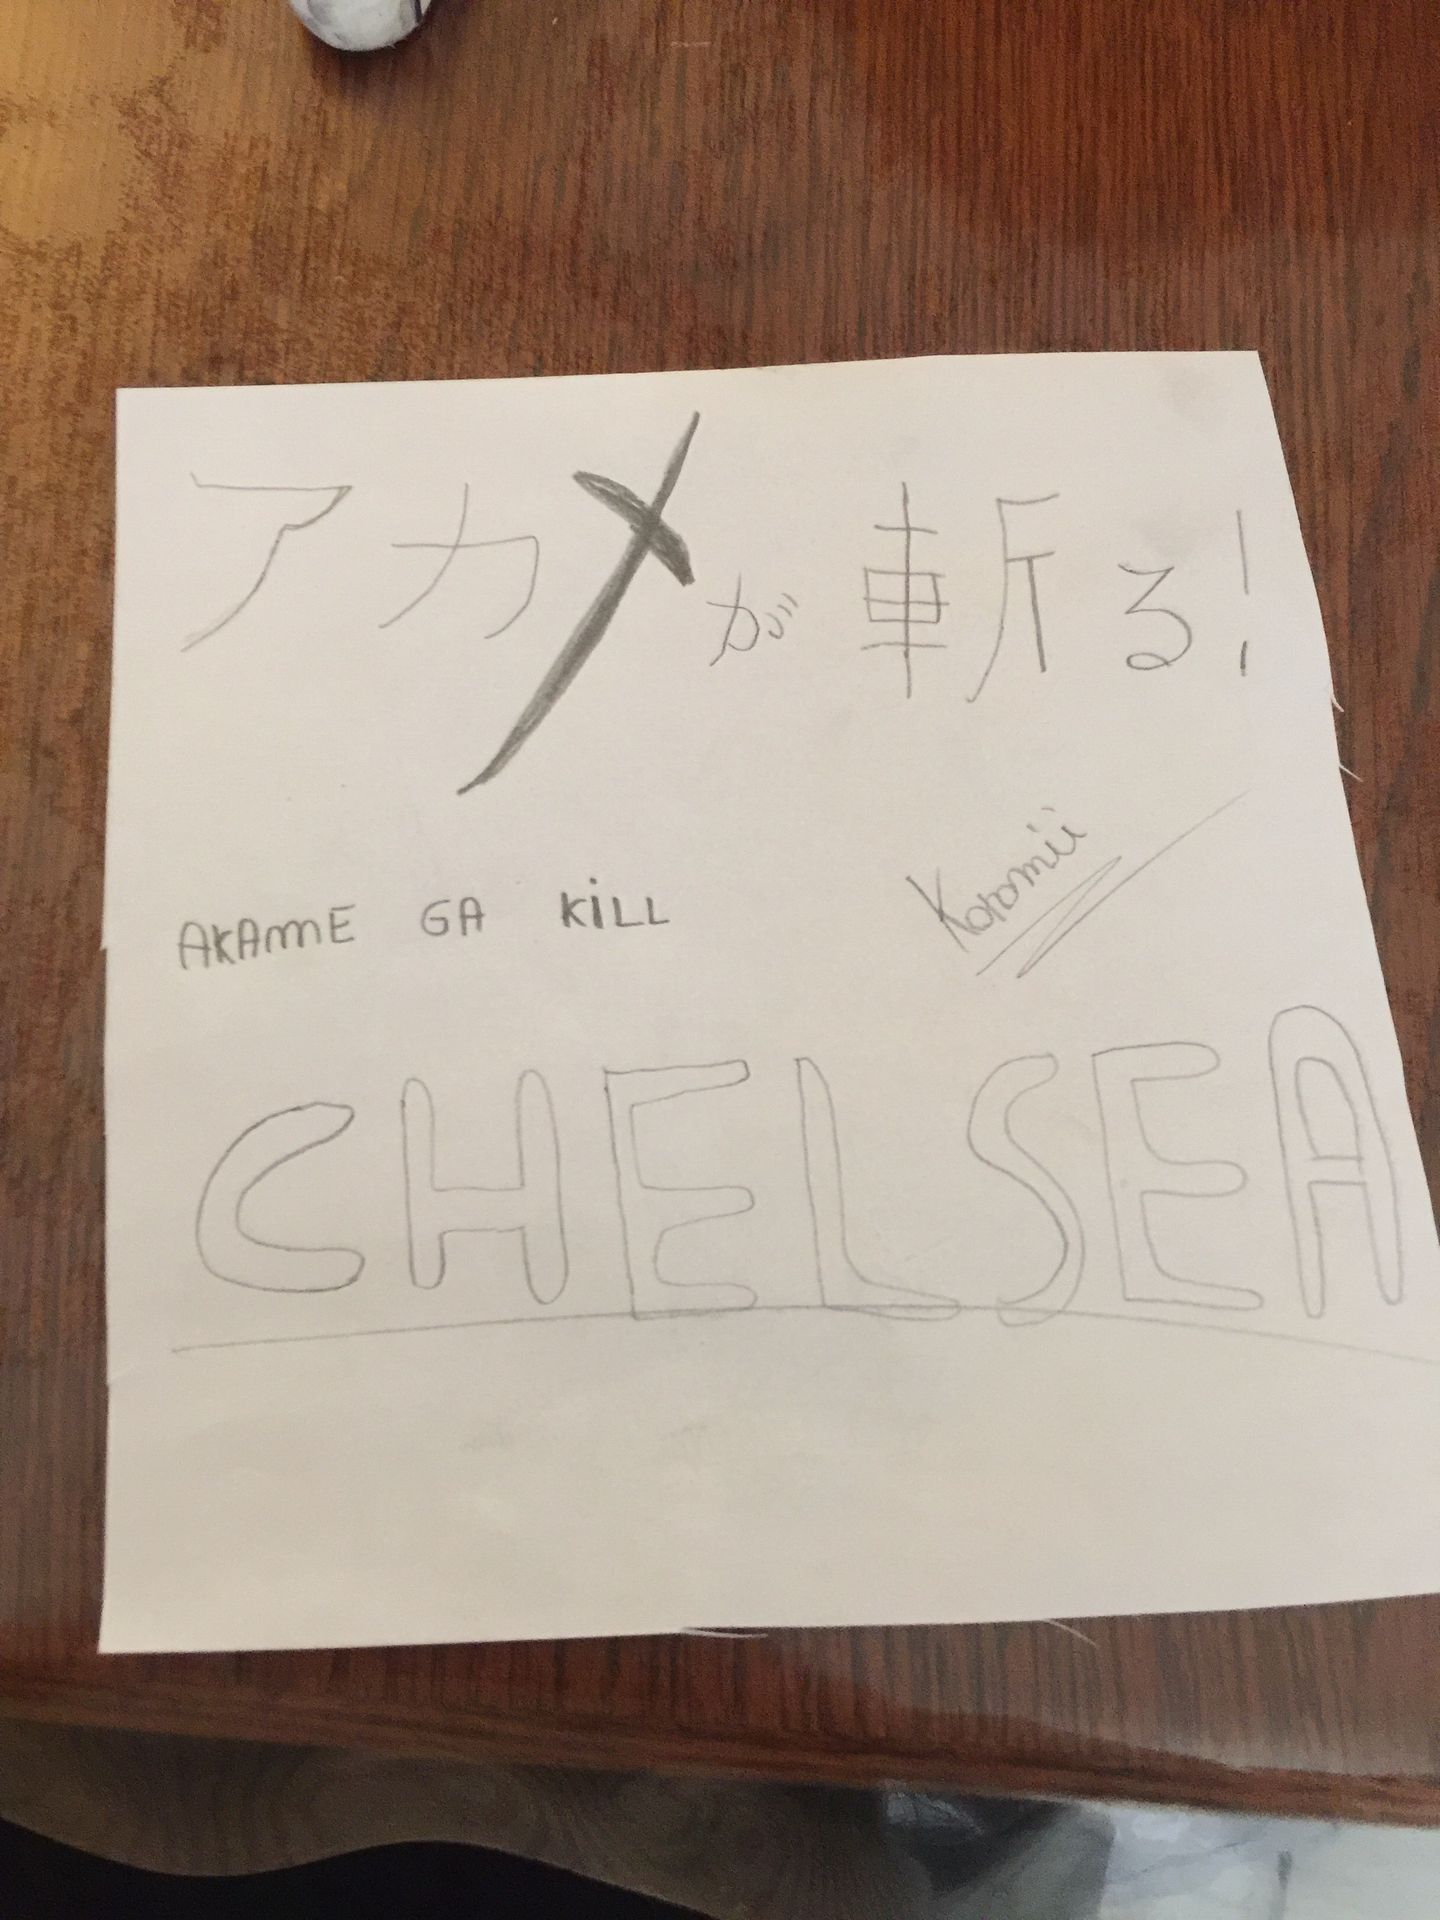 アカメが斬る!
Koromii
AKAME GA KiLL
CHELSEA